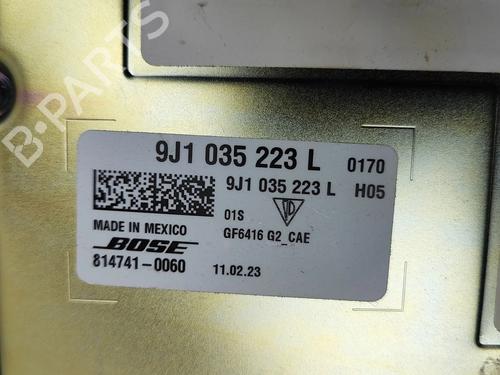 B-PARTS
9J1 035 223 L 0170
9J1 035 223 L H05
01S
MADE IN MEXICO GF6416 G2_CAE
BOSE
814741-0060 11.02.23